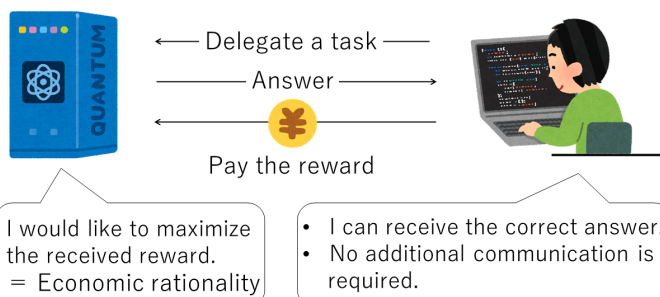 QUANTUM
Delegate a task
Answer
¥
Pay the reward
I would like to maximize
the received reward.
= Economic rationality
• I can receive the correct answer.
• No additional communication is
required.